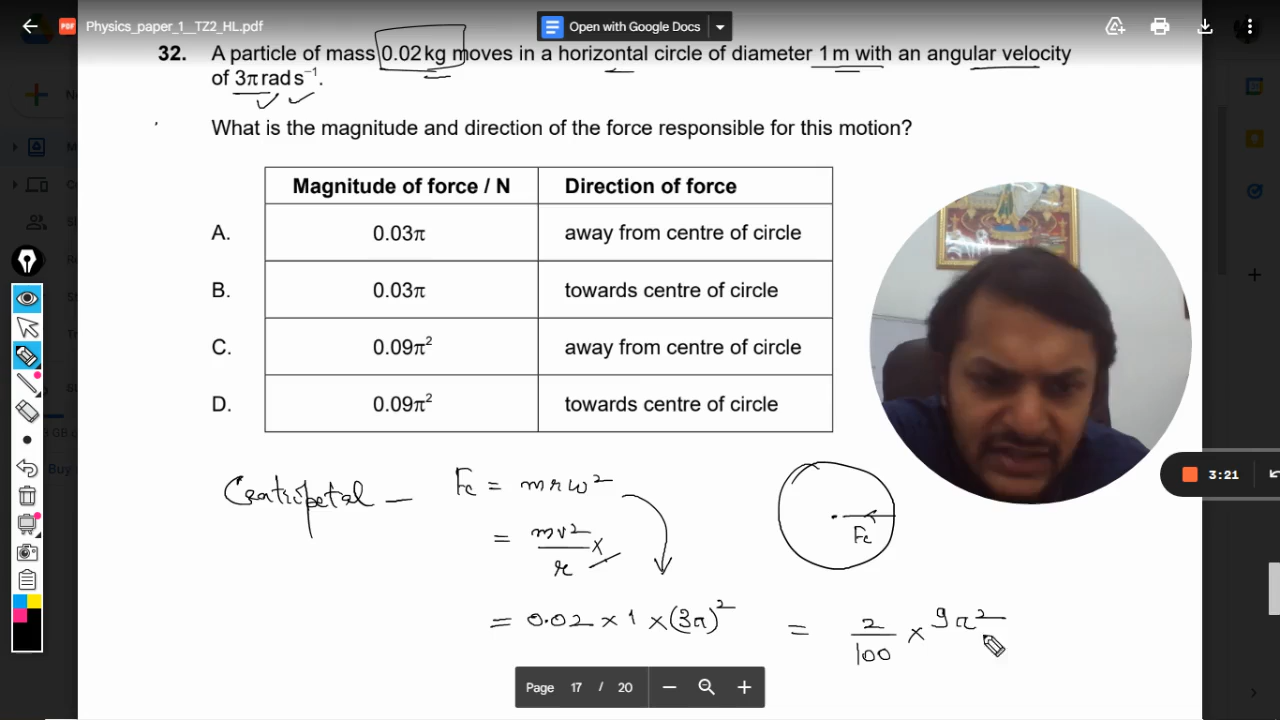 Physics_paper_1__TZ2_HL.pdf
Open with Google Docs
32. A particle of mass 0.02 kg moves in a horizontal circle of diameter 1 m with an angular velocity
of 3π rad s⁻¹.
What is the magnitude and direction of the force responsible for this motion?
Magnitude of force / N Direction of force
A. 0.03π away from centre of circle
B. 0.03π towards centre of circle
C. 0.09π² away from centre of circle
D. 0.09π² towards centre of circle
Centripetal — Fc = mrω²
= mv²/r ×
Fc
= 0.02 × 1 × (3π)² = 2/100 × 9π²
3:21
Page 17 / 20